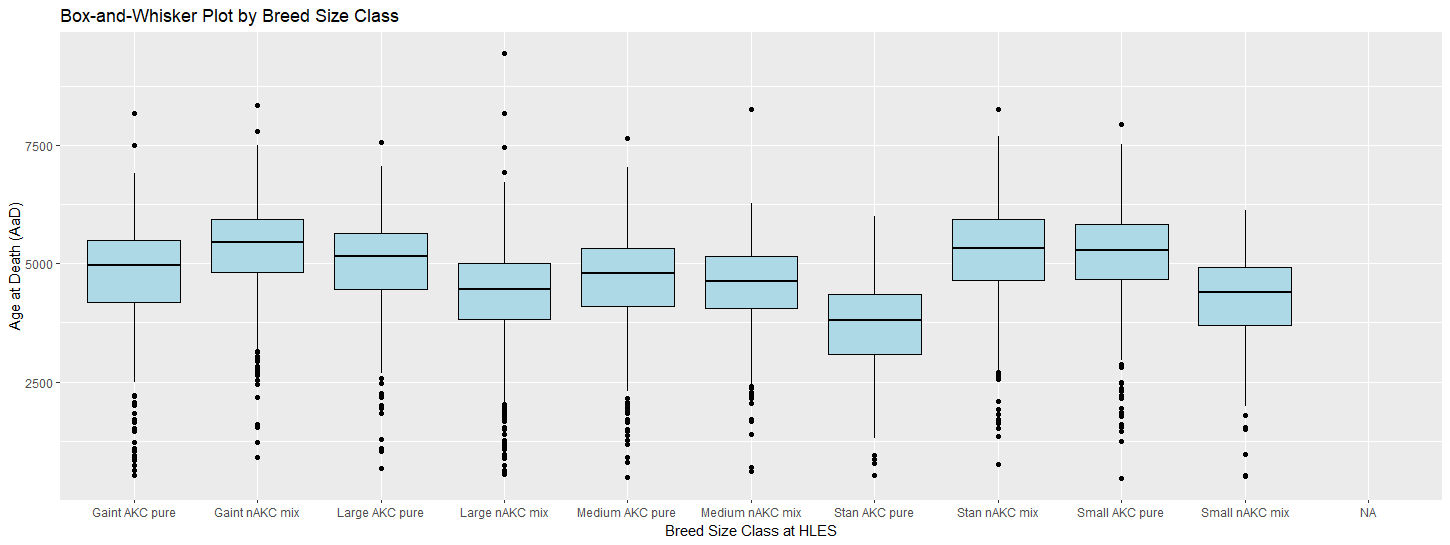 Box-and-Whisker Plot by Breed Size Class
Age at Death (AaD)
7500
5000
2500
Gaint AKC pure
Gaint nAKC mix
Large AKC pure
Large nAKC mix
Medium AKC pure
Medium nAKC mix
Stan AKC pure
Stan nAKC mix
Small AKC pure
Small nAKC mix
NA
Breed Size Class at HLES